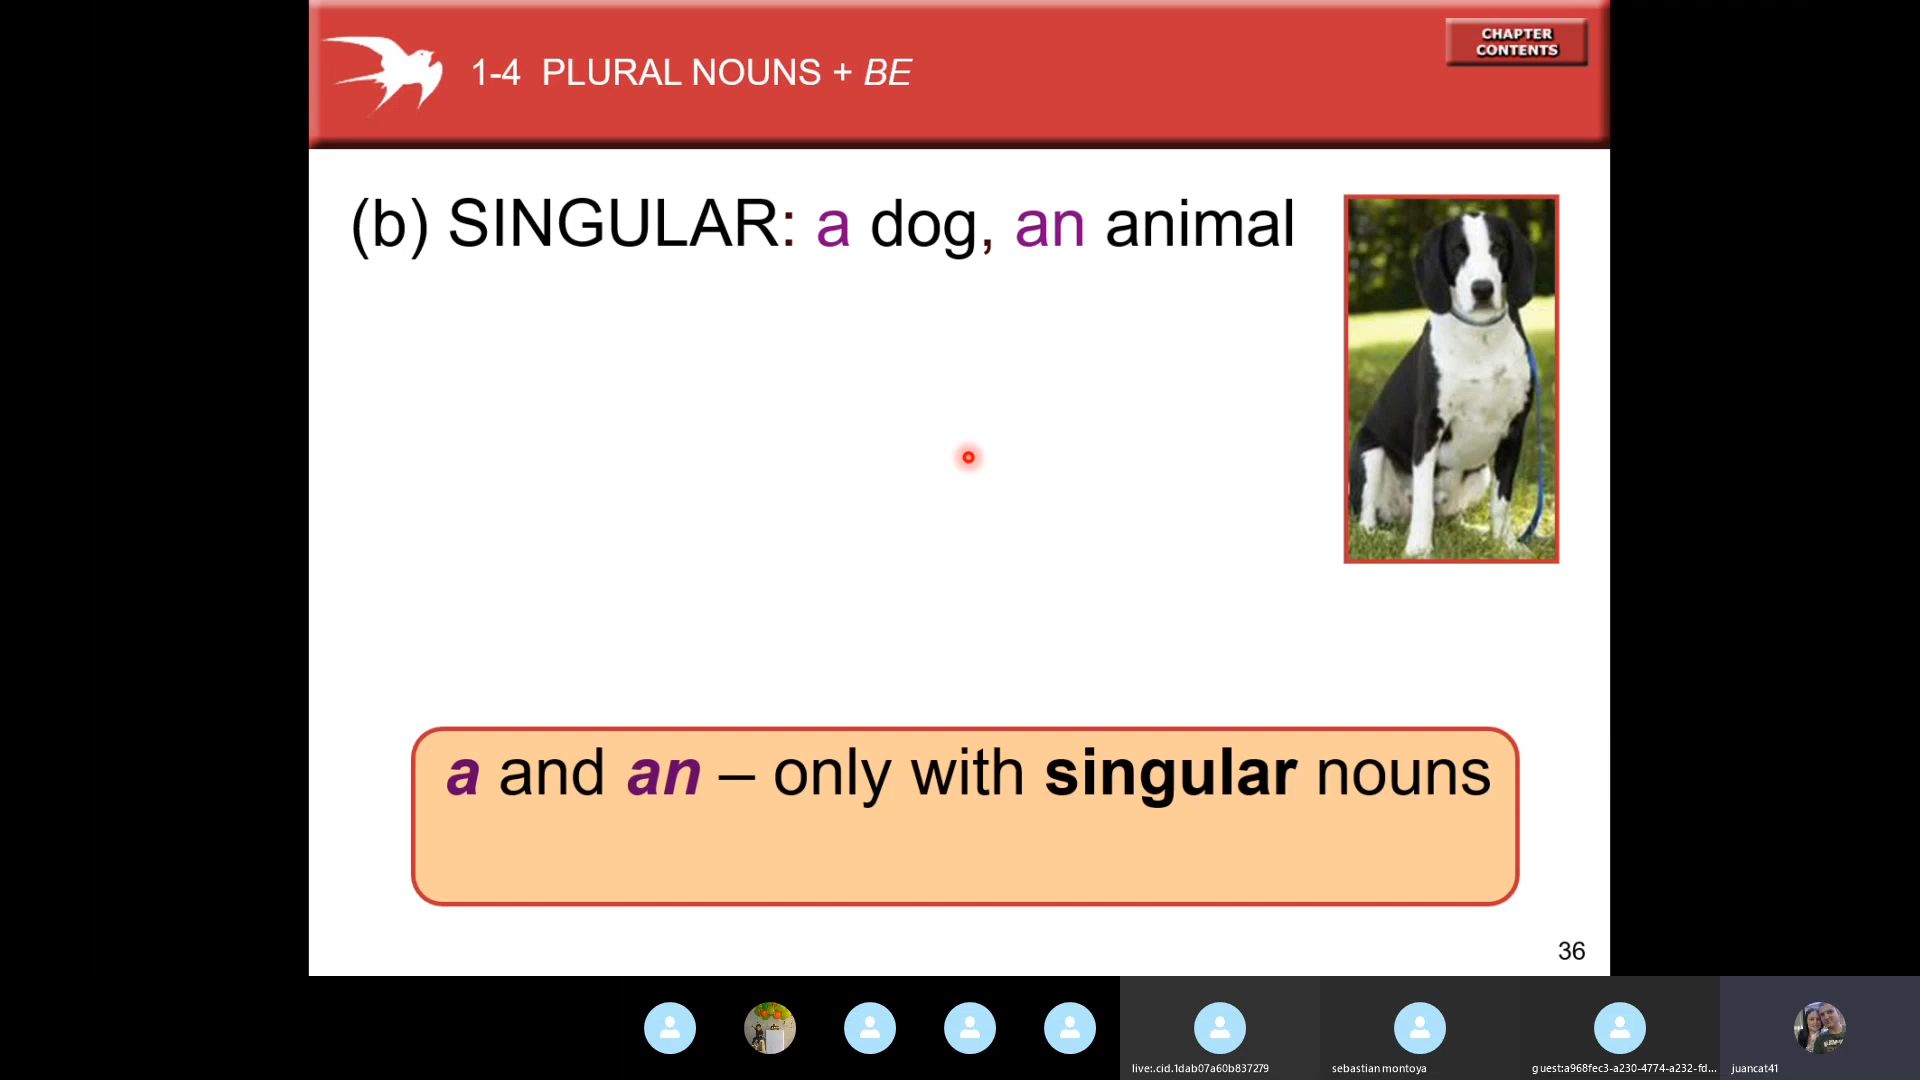 CHAPTER
CONTENTS
1-4 PLURAL NOUNS + BE
(b) SINGULAR: a dog, an animal
a and an – only with singular nouns
36
live:.cid.1dab07a60b837279
sebastian montoya
guest:a968fec3-a230-4774-a232-fd...
juancat41